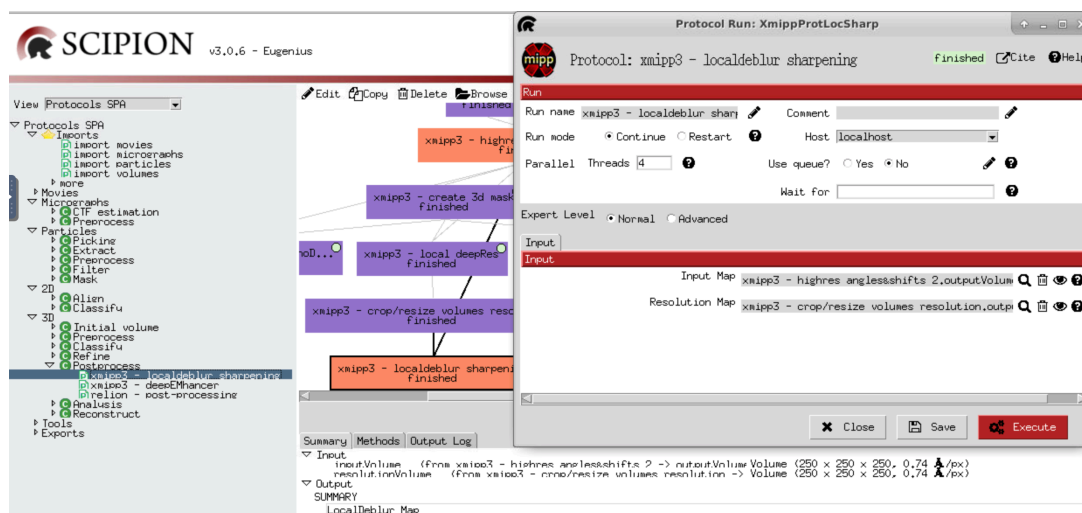 SCIPION v3.0.6 - Eugenius
View Protocols SPA
Protocols SPA
Imports
import movies
import micrographs
import particles
import volumes
more
Movies
Micrographs
CTF estimation
Preprocess
Particles
Picking
Extract
Preprocess
Filter
Mask
2D
Align
Classify
3D
Initial volume
Preprocess
Classify
Refine
Postprocess
xmipp3 - localdeblur sharpening
xmipp3 - deepEMhancer
relion - post-processing
Analysis
Reconstruct
Tools
Exports
Edit Copy Delete Browse
finished
xmipp3 - highre
fir
xmipp3 - create 3d mask
finished
noD...
xmipp3 - local deepRes
finished
xmipp3 - crop/resize volumes reso
finished
xmipp3 - localdeblur sharpeni
finished
Summary Methods Output Log
Input
inputVolume (from xmipp3 - highres angles&shifts 2 -> outputVolume Volume (250 x 250 x 250, 0.74 Å/px)
resolutionVolume (from xmipp3 - crop/resize volumes resolution -> Volume (250 x 250 x 250, 0.74 Å/px)
Output
SUMMARY
LocalDeblur Map
Protocol Run: XmippProtLocSharp
mipp
Protocol: xmipp3 - localdeblur sharpening finished Cite Help
Run
Run name xmipp3 - localdeblur shar Comment
Run mode Continue Restart Host localhost
Parallel Threads 4 Use queue? Yes No
Wait for
Expert Level Normal Advanced
Input
Input
Input Map xmipp3 - highres angles&shifts 2.outputVolum
Resolution Map xmipp3 - crop/resize volumes resolution.outp
Close Save Execute